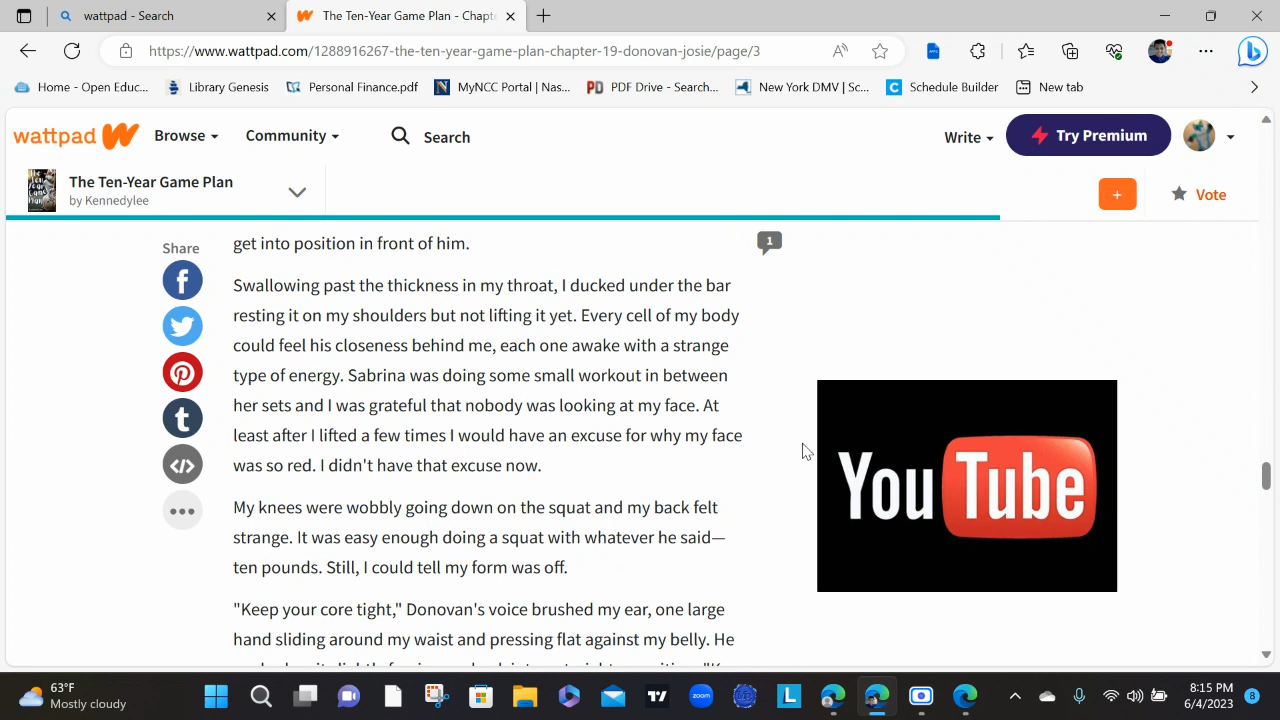 wattpad - Search
The Ten-Year Game Plan - Chapt
https://www.wattpad.com/1288916267-the-ten-year-game-plan-chapter-19-donovan-josie/page/3
Home - Open Educ...
Library Genesis
Personal Finance.pdf
MyNCC Portal | Nas...
PDF Drive - Search...
New York DMV | Sc...
Schedule Builder
New tab
wattpad
Browse
Community
Search
Write
Try Premium
The Ten-Year Game Plan
by Kennedylee
+
Vote
Share
get into position in front of him.
1
Swallowing past the thickness in my throat, I ducked under the bar
resting it on my shoulders but not lifting it yet. Every cell of my body
could feel his closeness behind me, each one awake with a strange
type of energy. Sabrina was doing some small workout in between
her sets and I was grateful that nobody was looking at my face. At
least after I lifted a few times I would have an excuse for why my face
was so red. I didn't have that excuse now.
My knees were wobbly going down on the squat and my back felt
strange. It was easy enough doing a squat with whatever he said—
ten pounds. Still, I could tell my form was off.
"Keep your core tight," Donovan's voice brushed my ear, one large
hand sliding around my waist and pressing flat against my belly. He
YouTube
63°F
Mostly cloudy
zoom
L
8:15 PM
6/4/2023
8